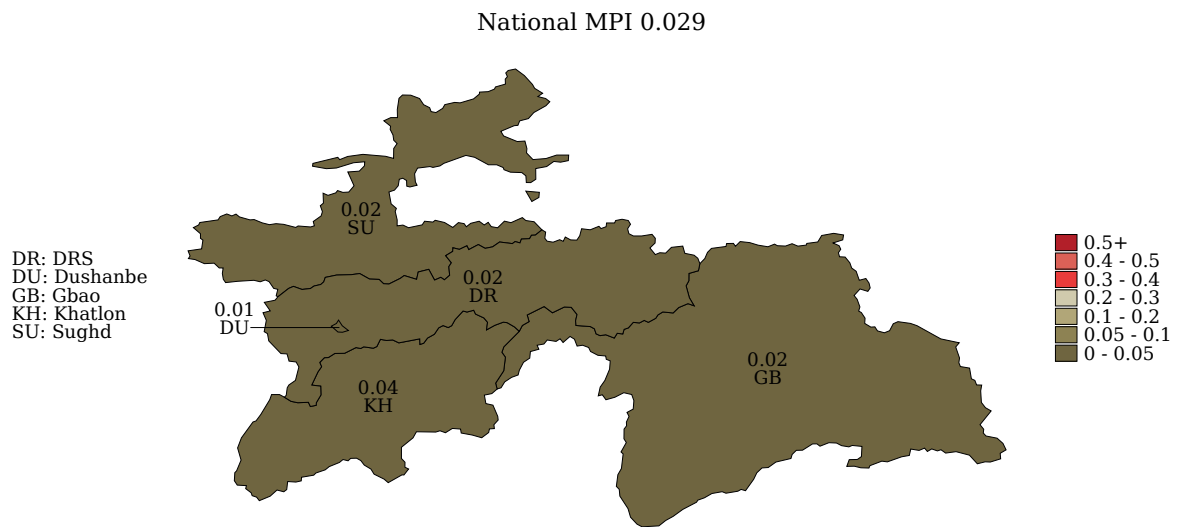 National MPI 0.029
0.02
SU
DR: DRS
DU: Dushanbe
GB: Gbao
KH: Khatlon
SU: Sughd
0.02
DR
0.01
DU
0.04
KH
0.02
GB
0.5+
0.4 - 0.5
0.3 - 0.4
0.2 - 0.3
0.1 - 0.2
0.05 - 0.1
0 - 0.05